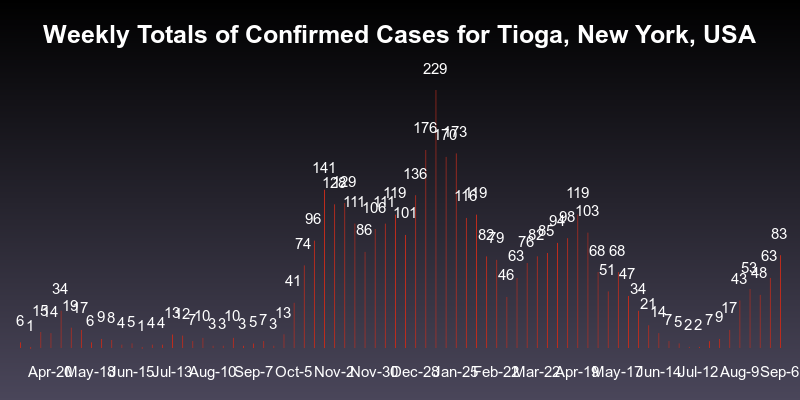 Weekly Totals of Confirmed Cases for Tioga, New York, USA
6 1 15 14 34 19 17 6 9 8 4 5 1 4 4 13 12 7 10 3 3 10 3 5 7 3 13 41 74 96 141 128 129 111 86 106 111 119 101 136 176 229 170 173 116 119 82 79 46 63 76 82 85 94 98 119 103 68 51 68 47 34 21 14 7 5 2 2 7 9 17 43 53 48 63 83
Apr-20 May-18 Jun-15 Jul-13 Aug-10 Sep-7 Oct-5 Nov-2 Nov-30 Dec-28 Jan-25 Feb-22 Mar-22 Apr-19 May-17 Jun-14 Jul-12 Aug-9 Sep-6